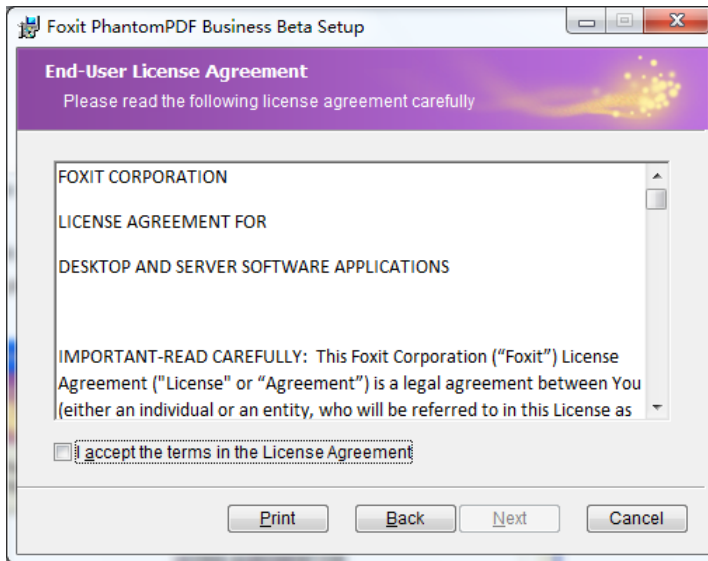 Foxit PhantomPDF Business Beta Setup
End-User License Agreement
Please read the following license agreement carefully
FOXIT CORPORATION
LICENSE AGREEMENT FOR
DESKTOP AND SERVER SOFTWARE APPLICATIONS
IMPORTANT-READ CAREFULLY:  This Foxit Corporation (“Foxit”) License
Agreement ("License" or “Agreement”) is a legal agreement between You
(either an individual or an entity, who will be referred to in this License as
I accept the terms in the License Agreement
Print Back Next Cancel